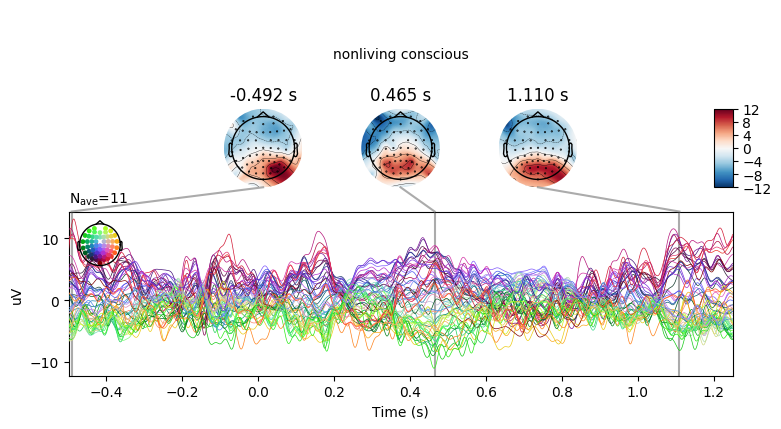 nonliving conscious
-0.492 s 0.465 s 1.110 s
12
8
4
0
−4
−8
−12
Nave=11
10
0
−10
uV
−0.4 −0.2 0.0 0.2 0.4 0.6 0.8 1.0 1.2
Time (s)